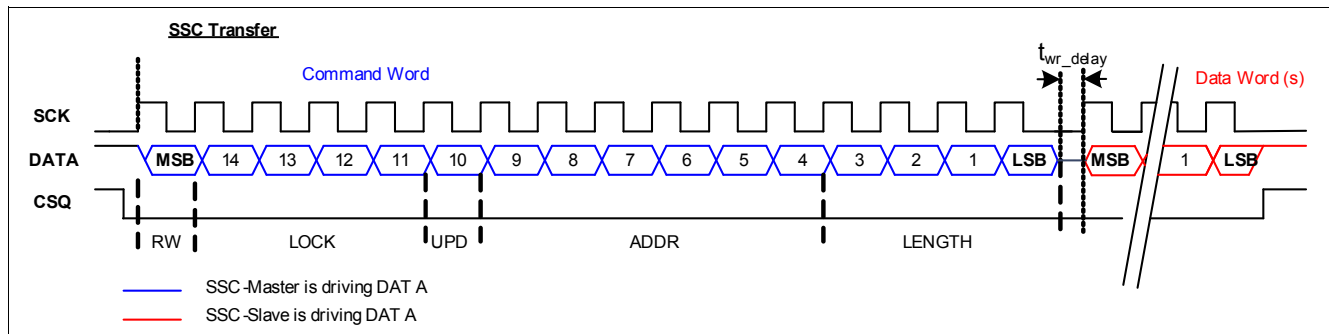 SSC Transfer
t wr_delay
Command Word
Data Word (s)
SCK
DATA MSB 14 13 12 11 10 9 8 7 6 5 4 3 2 1 LSB MSB 1 LSB
CSQ
RW LOCK UPD ADDR LENGTH
SSC -Master is driving DAT A
SSC -Slave is driving DAT A